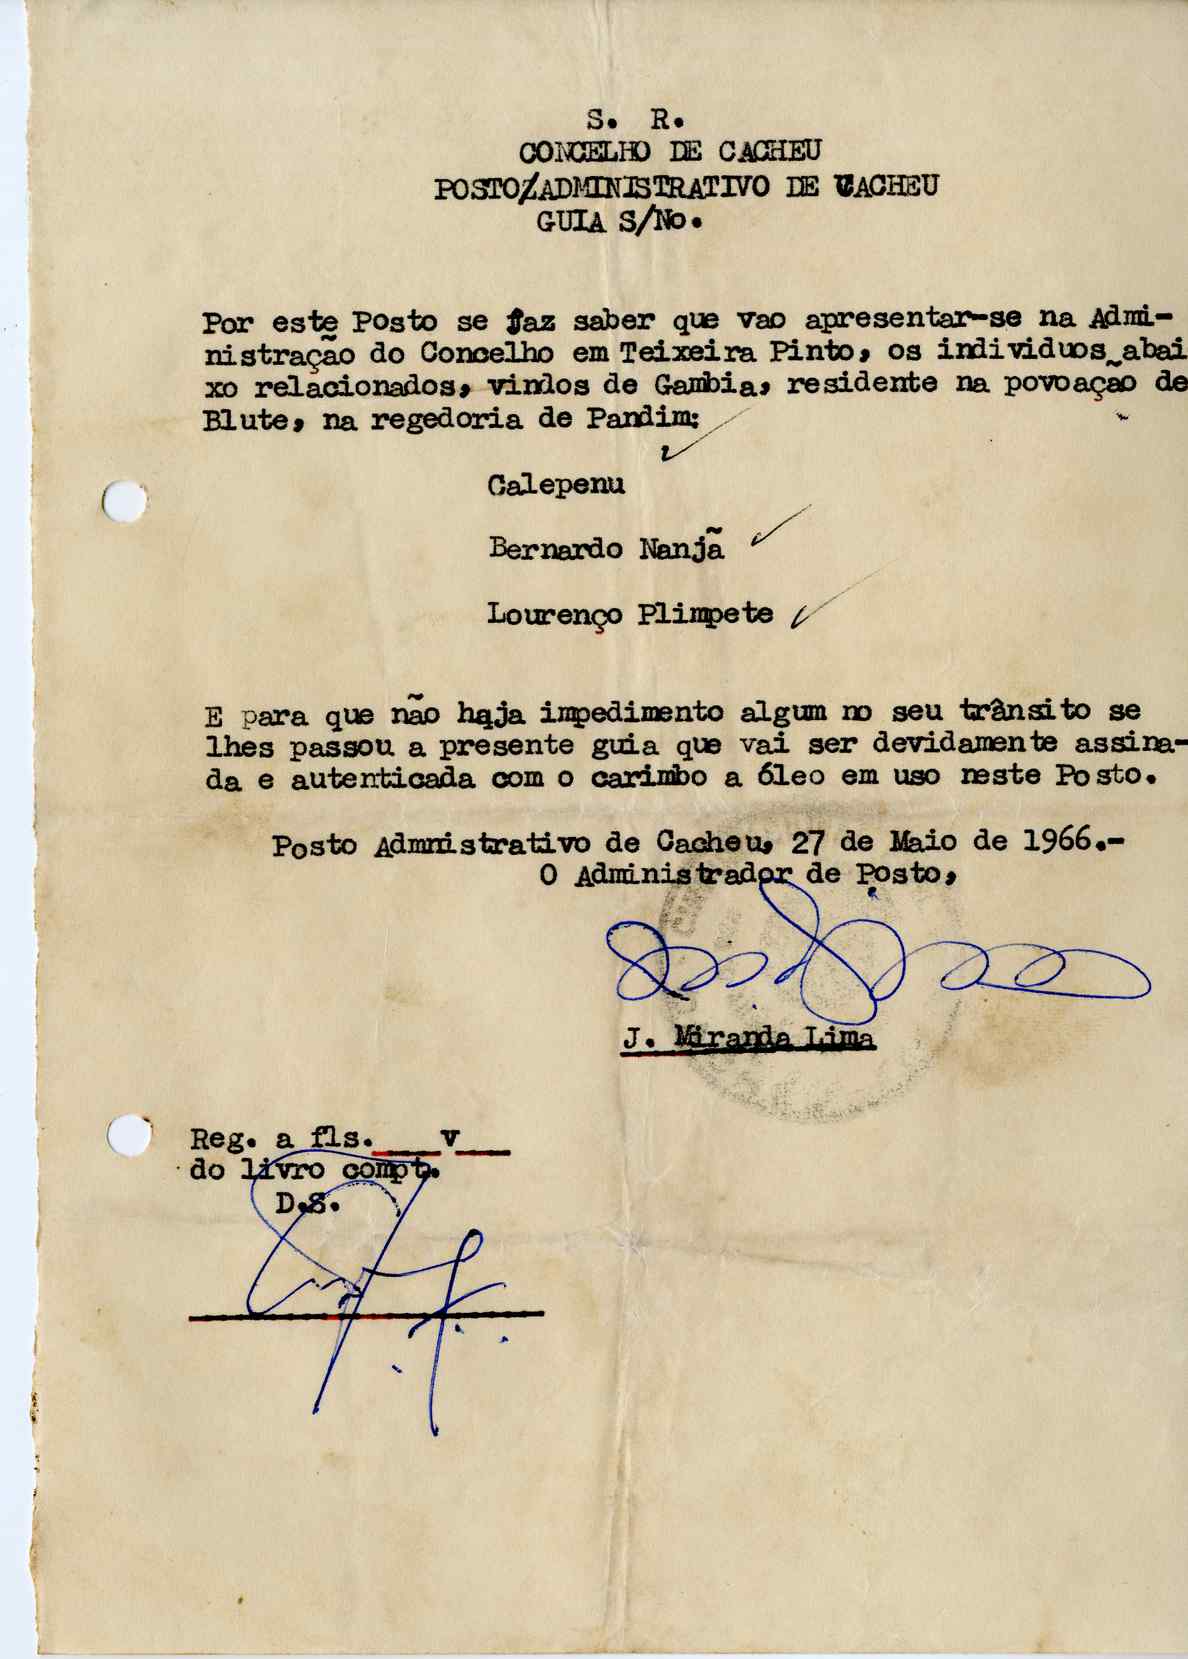 S. R.
CONCELHO DE CACHEU
POSTO/ADMINISTRATIVO DE CACHEU
GUIA S/No.
Por este Posto se faz saber que vao apresentar-se na Admi-
nistração do Concelho em Teixeira Pinto, os individuos abai
xo relacionados, vindos de Gambia, residente na povoação de
Blute, na regedoria de Pandim:
Calepenu
Bernardo Nanjã
Lourenço Plimpete
E para que não haja impedimento algum no seu trânsito se
lhes passou a presente guia que vai ser devidamente assina-
da e autenticada com o carimbo a óleo em uso neste Posto.
Posto Admnistrativo de Cacheu, 27 de Maio de 1966.-
O Administrador de Posto,
J. Miranda Lima
Reg. a fls.___v___
do livro compt.
D.S.